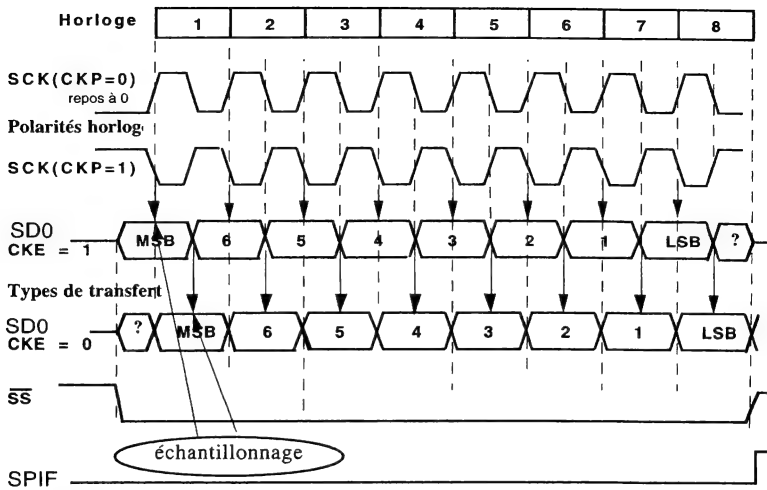 Horloge 1 2 3 4 5 6 7 8
SCK(CKP=0)
repos à 0
Polarités horlog
SCK(CKP=1)
SD0
CKE = 1
MSB 6 5 4 3 2 1 LSB ?
Types de transfert
SD0
CKE = 0
? MSB 6 5 4 3 2 1 LSB
SS
échantillonnage
SPIF